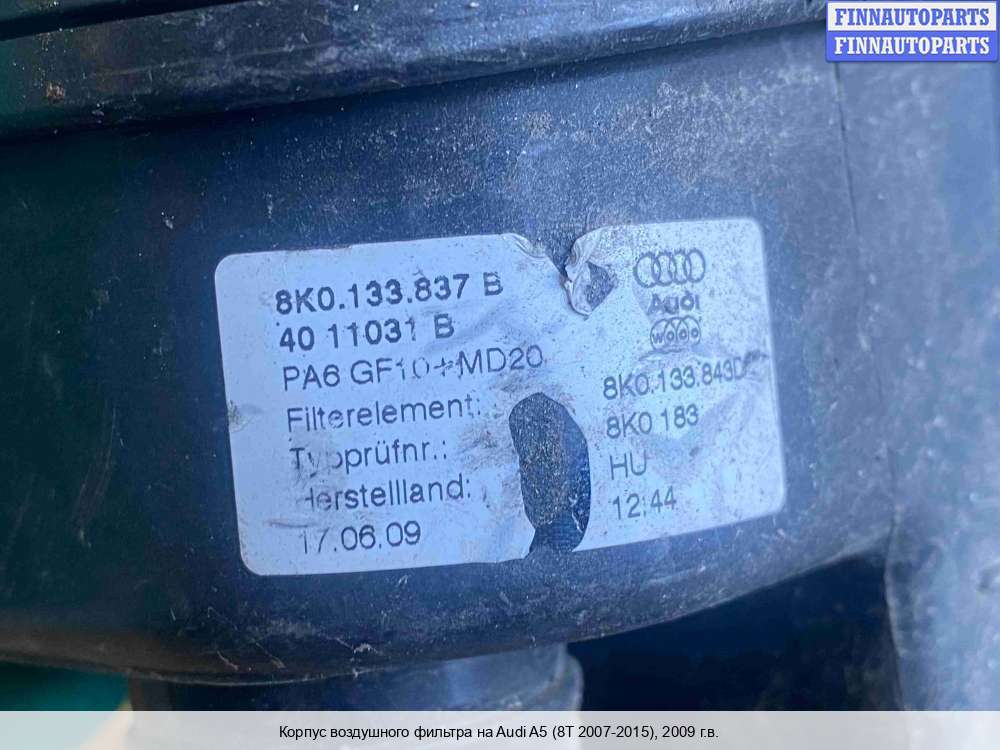 FINNAUTOPARTS
FINNAUTOPARTS
8K0.133.837 B
40 11031 B
PA6 GF10+MD20
Audi
woco
Filterelement: 8K0.133.843D
Typprüfnr.: 8K0 183
Herstellland: HU
17.06.09 12:44
Корпус воздушного фильтра на Audi A5 (8T 2007-2015), 2009 г.в.